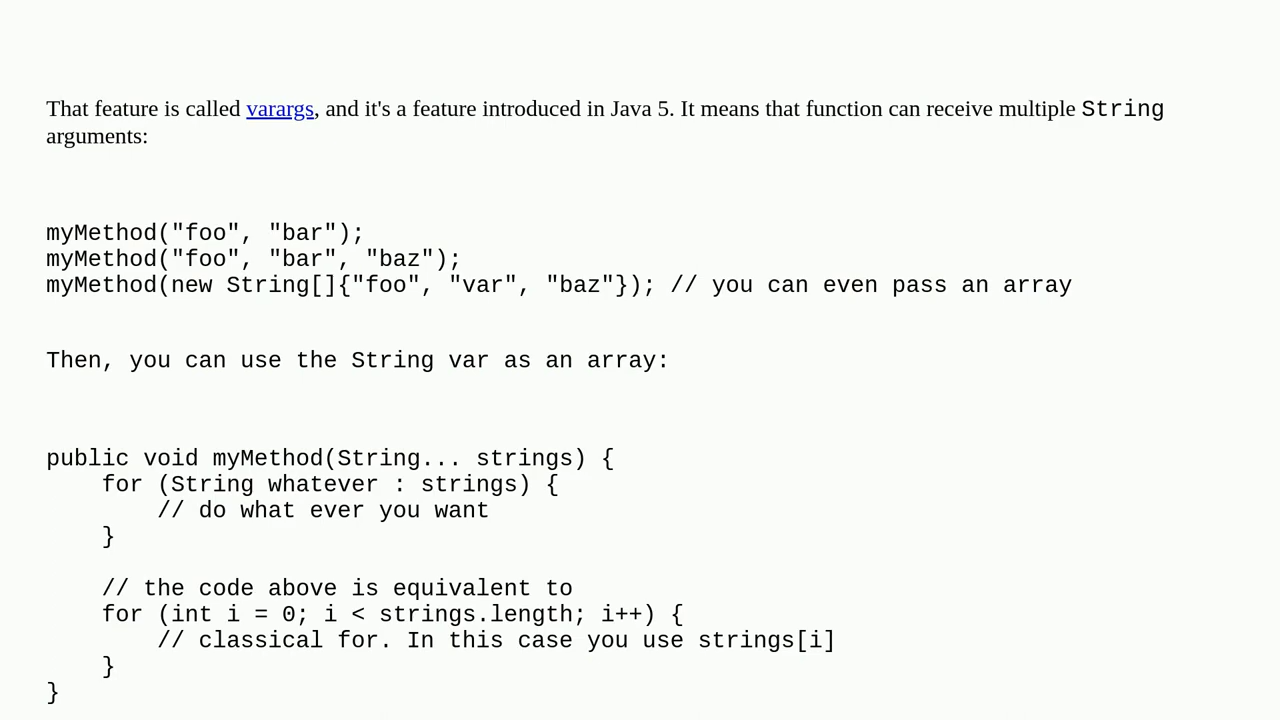 That feature is called varargs, and it's a feature introduced in Java 5. It means that function can receive multiple String
arguments:
myMethod("foo", "bar");
myMethod("foo", "bar", "baz");
myMethod(new String[]{"foo", "var", "baz"}); // you can even pass an array
Then, you can use the String var as an array:
public void myMethod(String... strings) {
    for (String whatever : strings) {
        // do what ever you want
    }
    // the code above is equivalent to
    for (int i = 0; i < strings.length; i++) {
        // classical for. In this case you use strings[i]
    }
}